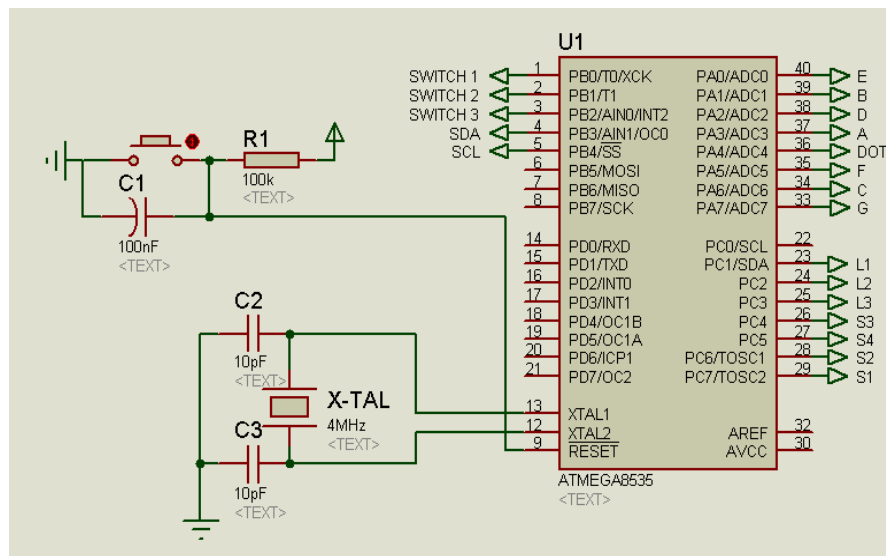 U1
SWITCH 1 1 PB0/T0/XCK PA0/ADC0 40 E
SWITCH 2 2 PB1/T1 PA1/ADC1 39 B
SWITCH 3 3 PB2/AIN0/INT2 PA2/ADC2 38 D
SDA 4 PB3/AIN1/OC0 PA3/ADC3 37 A
SCL 5 PB4/SS PA4/ADC4 36 DOT
6 PB5/MOSI PA5/ADC5 35 F
7 PB6/MISO PA6/ADC6 34 C
8 PB7/SCK PA7/ADC7 33 G
14 PD0/RXD PC0/SCL 22
15 PD1/TXD PC1/SDA 23 L1
16 PD2/INT0 PC2 24 L2
17 PD3/INT1 PC3 25 L3
18 PD4/OC1B PC4 26 S3
19 PD5/OC1A PC5 27 S4
20 PD6/ICP1 PC6/TOSC1 28 S2
21 PD7/OC2 PC7/TOSC2 29 S1
13 XTAL1
12 XTAL2 AREF 32
9 RESET AVCC 30
ATMEGA8535
<TEXT>
R1
100k
<TEXT>
C1
100nF
<TEXT>
C2
10pF
<TEXT>
X-TAL
4MHz
<TEXT>
C3
10pF
<TEXT>